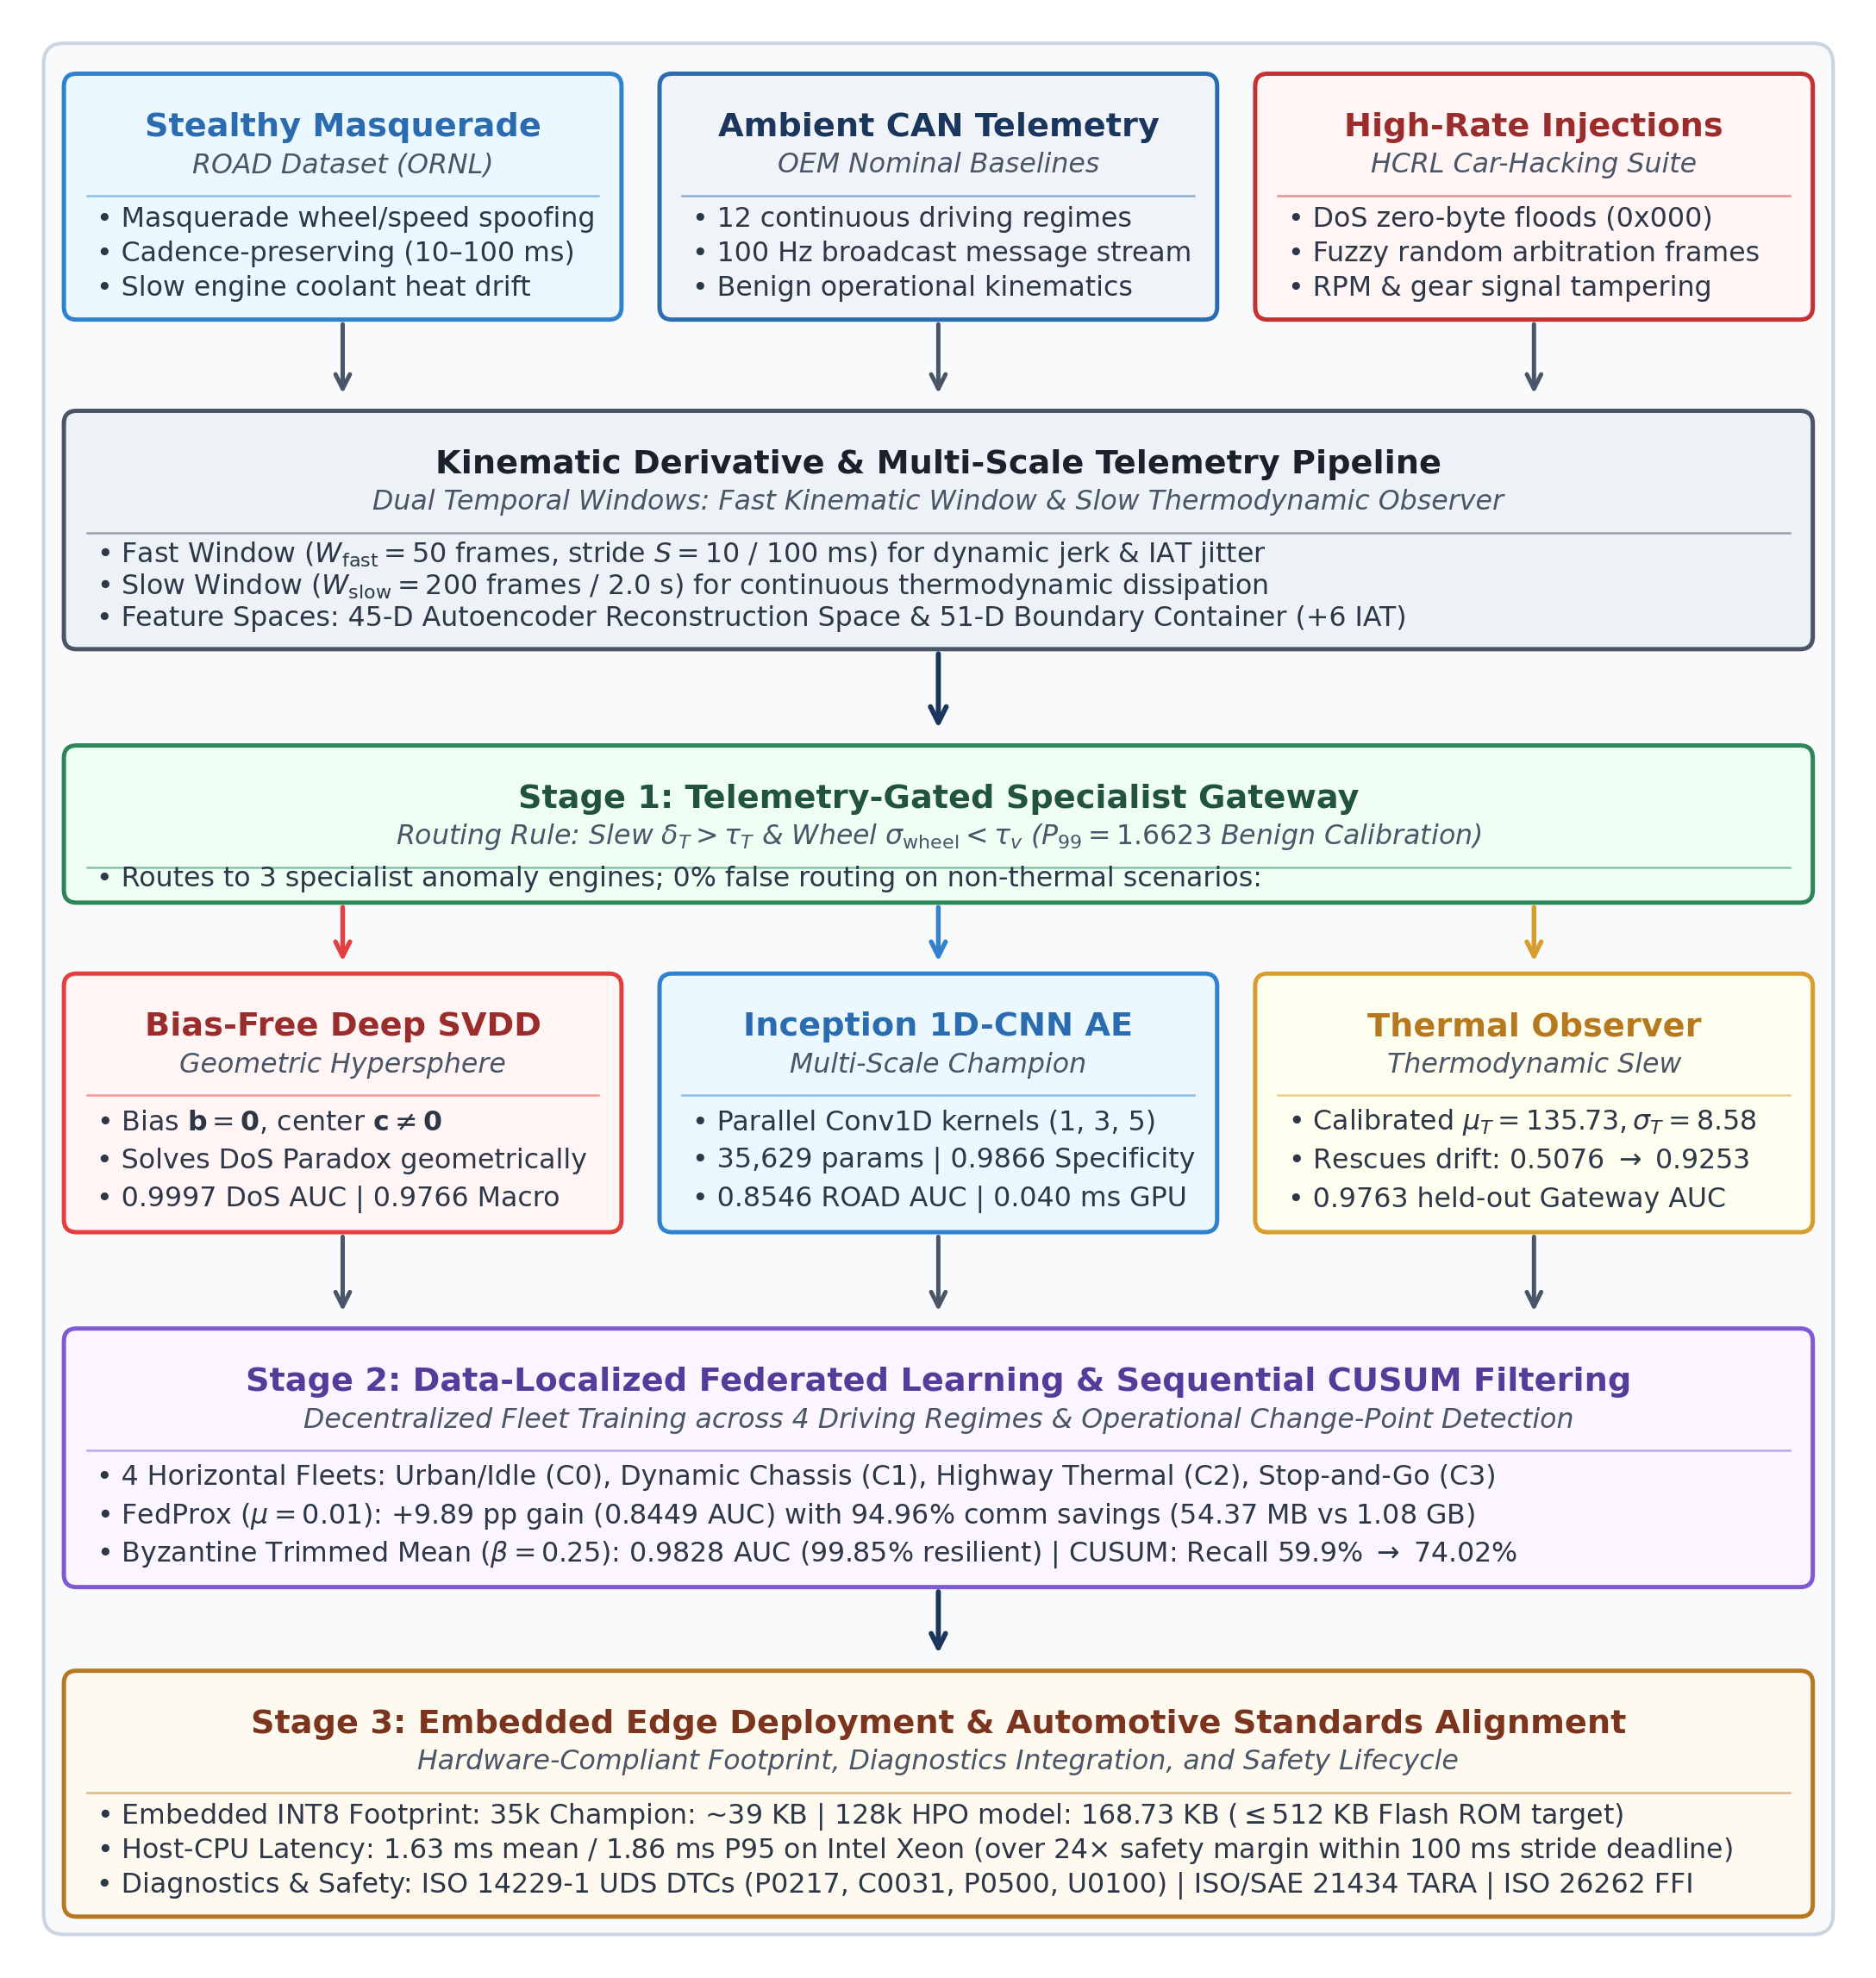 Stealthy Masquerade
ROAD Dataset (ORNL)
• Masquerade wheel/speed spoofing
• Cadence-preserving (10–100 ms)
• Slow engine coolant heat drift
Ambient CAN Telemetry
OEM Nominal Baselines
• 12 continuous driving regimes
• 100 Hz broadcast message stream
• Benign operational kinematics
High-Rate Injections
HCRL Car-Hacking Suite
• DoS zero-byte floods (0x000)
• Fuzzy random arbitration frames
• RPM & gear signal tampering
Kinematic Derivative & Multi-Scale Telemetry Pipeline
Dual Temporal Windows: Fast Kinematic Window & Slow Thermodynamic Observer
• Fast Window (W_fast = 50 frames, stride S = 10 / 100 ms) for dynamic jerk & IAT jitter
• Slow Window (W_slow = 200 frames / 2.0 s) for continuous thermodynamic dissipation
• Feature Spaces: 45-D Autoencoder Reconstruction Space & 51-D Boundary Container (+6 IAT)
Stage 1: Telemetry-Gated Specialist Gateway
Routing Rule: Slew δ_T > τ_T & Wheel σ_wheel < τ_v (P_99 = 1.6623 Benign Calibration)
• Routes to 3 specialist anomaly engines; 0% false routing on non-thermal scenarios:
Bias-Free Deep SVDD
Geometric Hypersphere
• Bias b = 0, center c ≠ 0
• Solves DoS Paradox geometrically
• 0.9997 DoS AUC | 0.9766 Macro
Inception 1D-CNN AE
Multi-Scale Champion
• Parallel Conv1D kernels (1, 3, 5)
• 35,629 params | 0.9866 Specificity
• 0.8546 ROAD AUC | 0.040 ms GPU
Thermal Observer
Thermodynamic Slew
• Calibrated μ_T = 135.73, σ_T = 8.58
• Rescues drift: 0.5076 → 0.9253
• 0.9763 held-out Gateway AUC
Stage 2: Data-Localized Federated Learning & Sequential CUSUM Filtering
Decentralized Fleet Training across 4 Driving Regimes & Operational Change-Point Detection
• 4 Horizontal Fleets: Urban/Idle (C0), Dynamic Chassis (C1), Highway Thermal (C2), Stop-and-Go (C3)
• FedProx (μ = 0.01): +9.89 pp gain (0.8449 AUC) with 94.96% comm savings (54.37 MB vs 1.08 GB)
• Byzantine Trimmed Mean (β = 0.25): 0.9828 AUC (99.85% resilient) | CUSUM: Recall 59.9% → 74.02%
Stage 3: Embedded Edge Deployment & Automotive Standards Alignment
Hardware-Compliant Footprint, Diagnostics Integration, and Safety Lifecycle
• Embedded INT8 Footprint: 35k Champion: ~39 KB | 128k HPO model: 168.73 KB (≤512 KB Flash ROM target)
• Host-CPU Latency: 1.63 ms mean / 1.86 ms P95 on Intel Xeon (over 24× safety margin within 100 ms stride deadline)
• Diagnostics & Safety: ISO 14229-1 UDS DTCs (P0217, C0031, P0500, U0100) | ISO/SAE 21434 TARA | ISO 26262 FFI